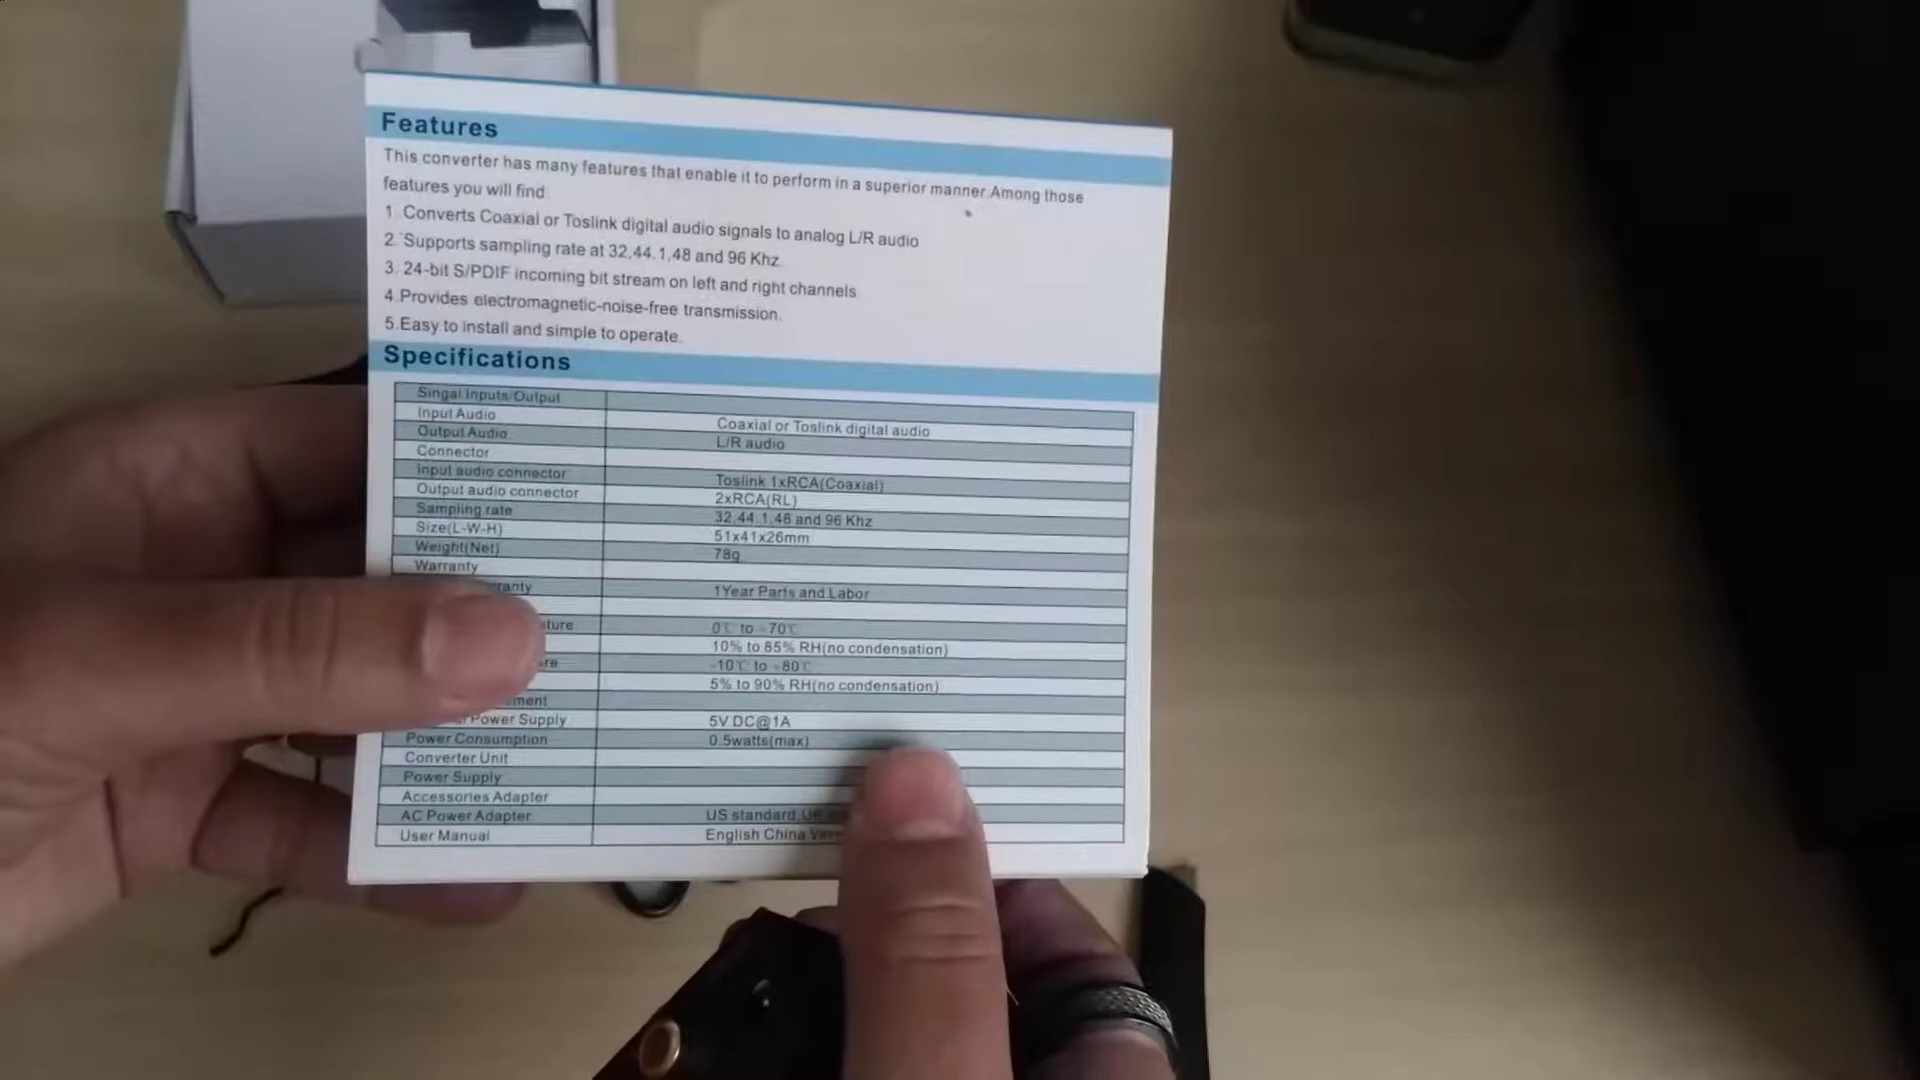 Features
This converter has many features that enable it to perform in a superior manner.Among those
features you will find:
1. Converts Coaxial or Toslink digital audio signals to analog L/R audio
2. Supports sampling rate at 32,44.1,48 and 96 Khz.
3. 24-bit S/PDIF incoming bit stream on left and right channels
4.Provides electromagnetic-noise-free transmission.
5.Easy to install and simple to operate.
Specifications
Singal Inputs/Output
Input Audio Coaxial or Toslink digital audio
Output Audio L/R audio
Connector
Input audio connector Toslink 1xRCA(Coaxial)
Output audio connector 2xRCA(RL)
Sampling rate 32,44.1,48 and 96 Khz
Size(L-W-H) 51x41x26mm
Weight(Net) 78g
Warranty
1Year Parts and Labor
0℃ to 70℃
10% to 85% RH(no condensation)
-10℃ to 80℃
5% to 90% RH(no condensation)
Power Supply 5V DC@1A
Power Consumption 0.5watts(max)
Converter Unit
Power Supply
Accessories Adapter
AC Power Adapter US standard,
User Manual English China